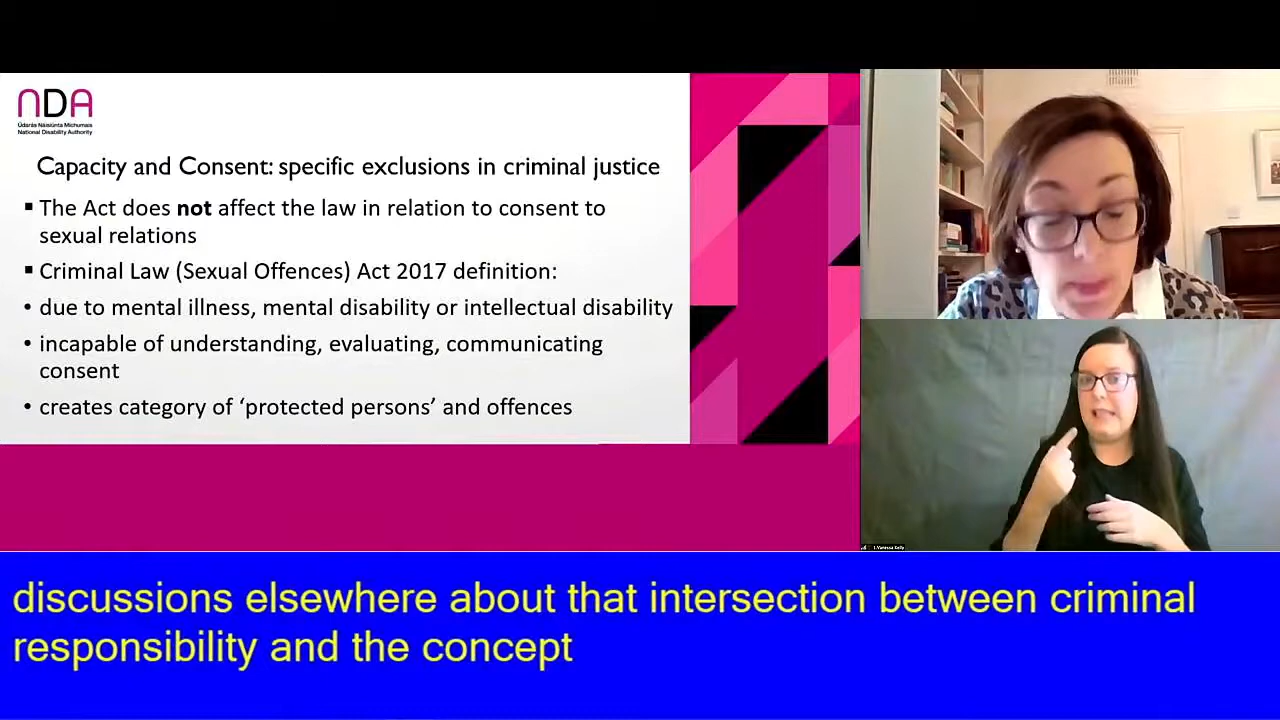 NDA
Údarás Náisiúnta Míchumais
National Disability Authority
Capacity and Consent: specific exclusions in criminal justice
▪ The Act does not affect the law in relation to consent to
sexual relations
▪ Criminal Law (Sexual Offences) Act 2017 definition:
• due to mental illness, mental disability or intellectual disability
• incapable of understanding, evaluating, communicating
consent
• creates category of ‘protected persons’ and offences
Vanessa Kelly
discussions elsewhere about that intersection between criminal
responsibility and the concept